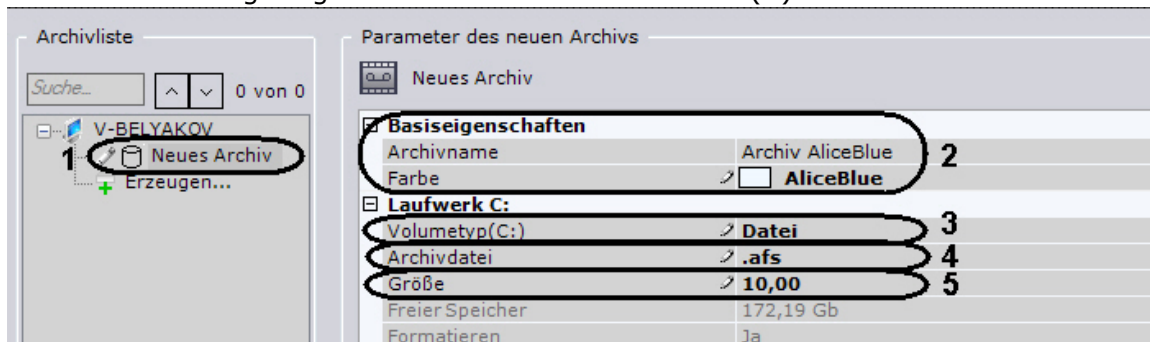 Archivliste
Suche...
0 von 0
V-BELYAKOV
1
Neues Archiv
Erzeugen...
Parameter des neuen Archivs
Neues Archiv
Basiseigenschaften
Archivname Archiv AliceBlue
2
Farbe AliceBlue
Laufwerk C:
Volumetyp(C:) Datei
3
Archivdatei .afs
4
Größe 10,00
5
Freier Speicher 172,19 Gb
Formatieren Ja